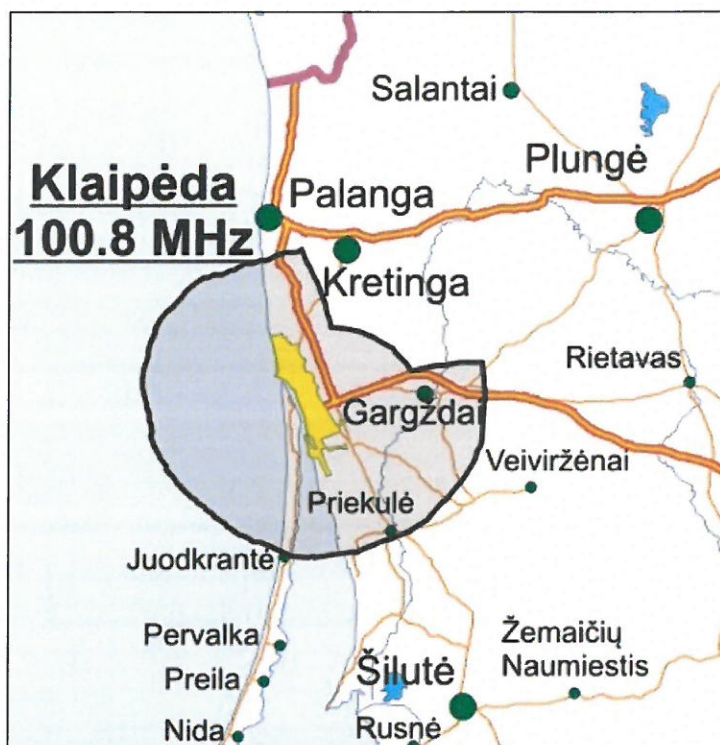 Salantai
Plungė
Klaipėda
100.8 MHz
Palanga
Kretinga
Rietavas
Gargždai
Veiviržėnai
Priekulė
Juodkrantė
Pervalka
Preila
Nida
Žemaičių
Naumiestis
Šilutė
Rusnė